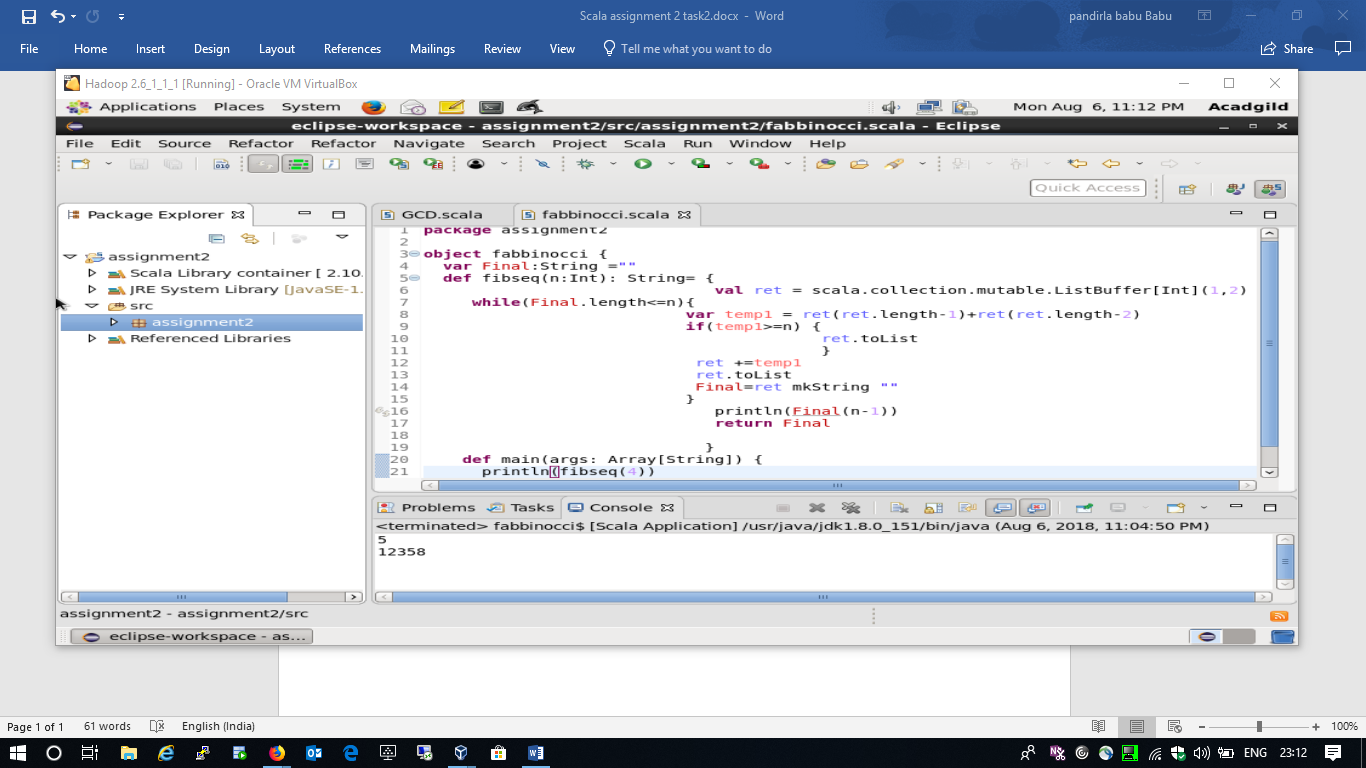 Scala assignment 2 task2.docx - Word
pandirla babu Babu
File Home Insert Design Layout References Mailings Review View Tell me what you want to do Share
Hadoop 2.6_1_1_1 [Running] - Oracle VM VirtualBox
Applications Places System Mon Aug 6, 11:12 PM Acadgild
eclipse-workspace - assignment2/src/assignment2/fabbinocci.scala - Eclipse
File Edit Source Refactor Refactor Navigate Search Project Scala Run Window Help
Quick Access
Package Explorer
assignment2
Scala Library container [ 2.10.
JRE System Library [JavaSE-1.
src
assignment2
Referenced Libraries
GCD.scala fabbinocci.scala
1 package assignment2
2
3 object fabbinocci {
4 var Final:String =""
5 def fibseq(n:Int): String= {
6 val ret = scala.collection.mutable.ListBuffer[Int](1,2)
7 while(Final.length<=n){
8 var temp1 = ret(ret.length-1)+ret(ret.length-2)
9 if(temp1>=n) {
10 ret.toList
11 }
12 ret +=temp1
13 ret.toList
14 Final=ret mkString ""
15 }
16 println(Final(n-1))
17 return Final
18
19 }
20 def main(args: Array[String]) {
21 println(fibseq(4))
Problems Tasks Console
<terminated> fabbinocci$ [Scala Application] /usr/java/jdk1.8.0_151/bin/java (Aug 6, 2018, 11:04:50 PM)
5
12358
assignment2 - assignment2/src
eclipse-workspace - as...
Page 1 of 1 61 words English (India) 100%
ENG 23:12